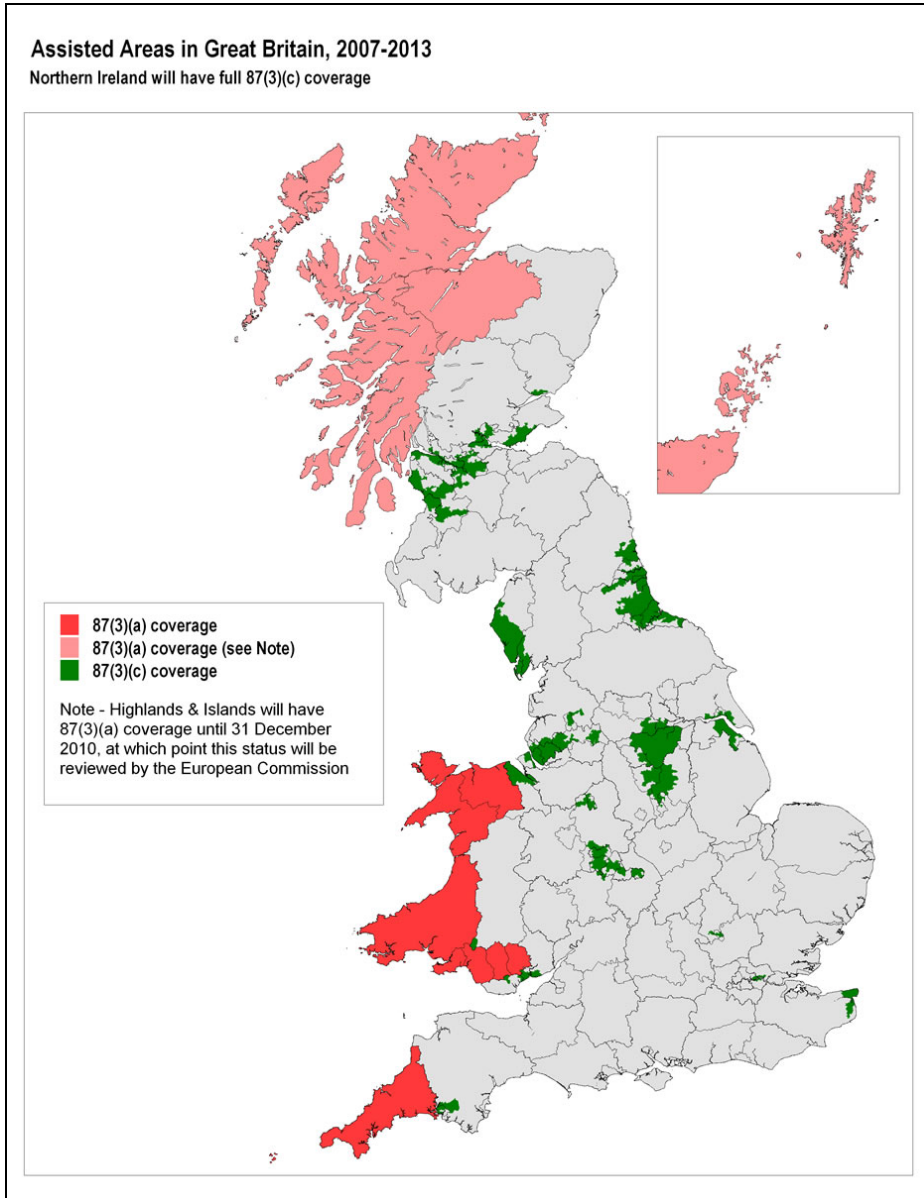 Assisted Areas in Great Britain, 2007-2013
Northern Ireland will have full 87(3)(c) coverage
87(3)(a) coverage
87(3)(a) coverage (see Note)
87(3)(c) coverage
Note - Highlands & Islands will have
87(3)(a) coverage until 31 December
2010, at which point this status will be
reviewed by the European Commission